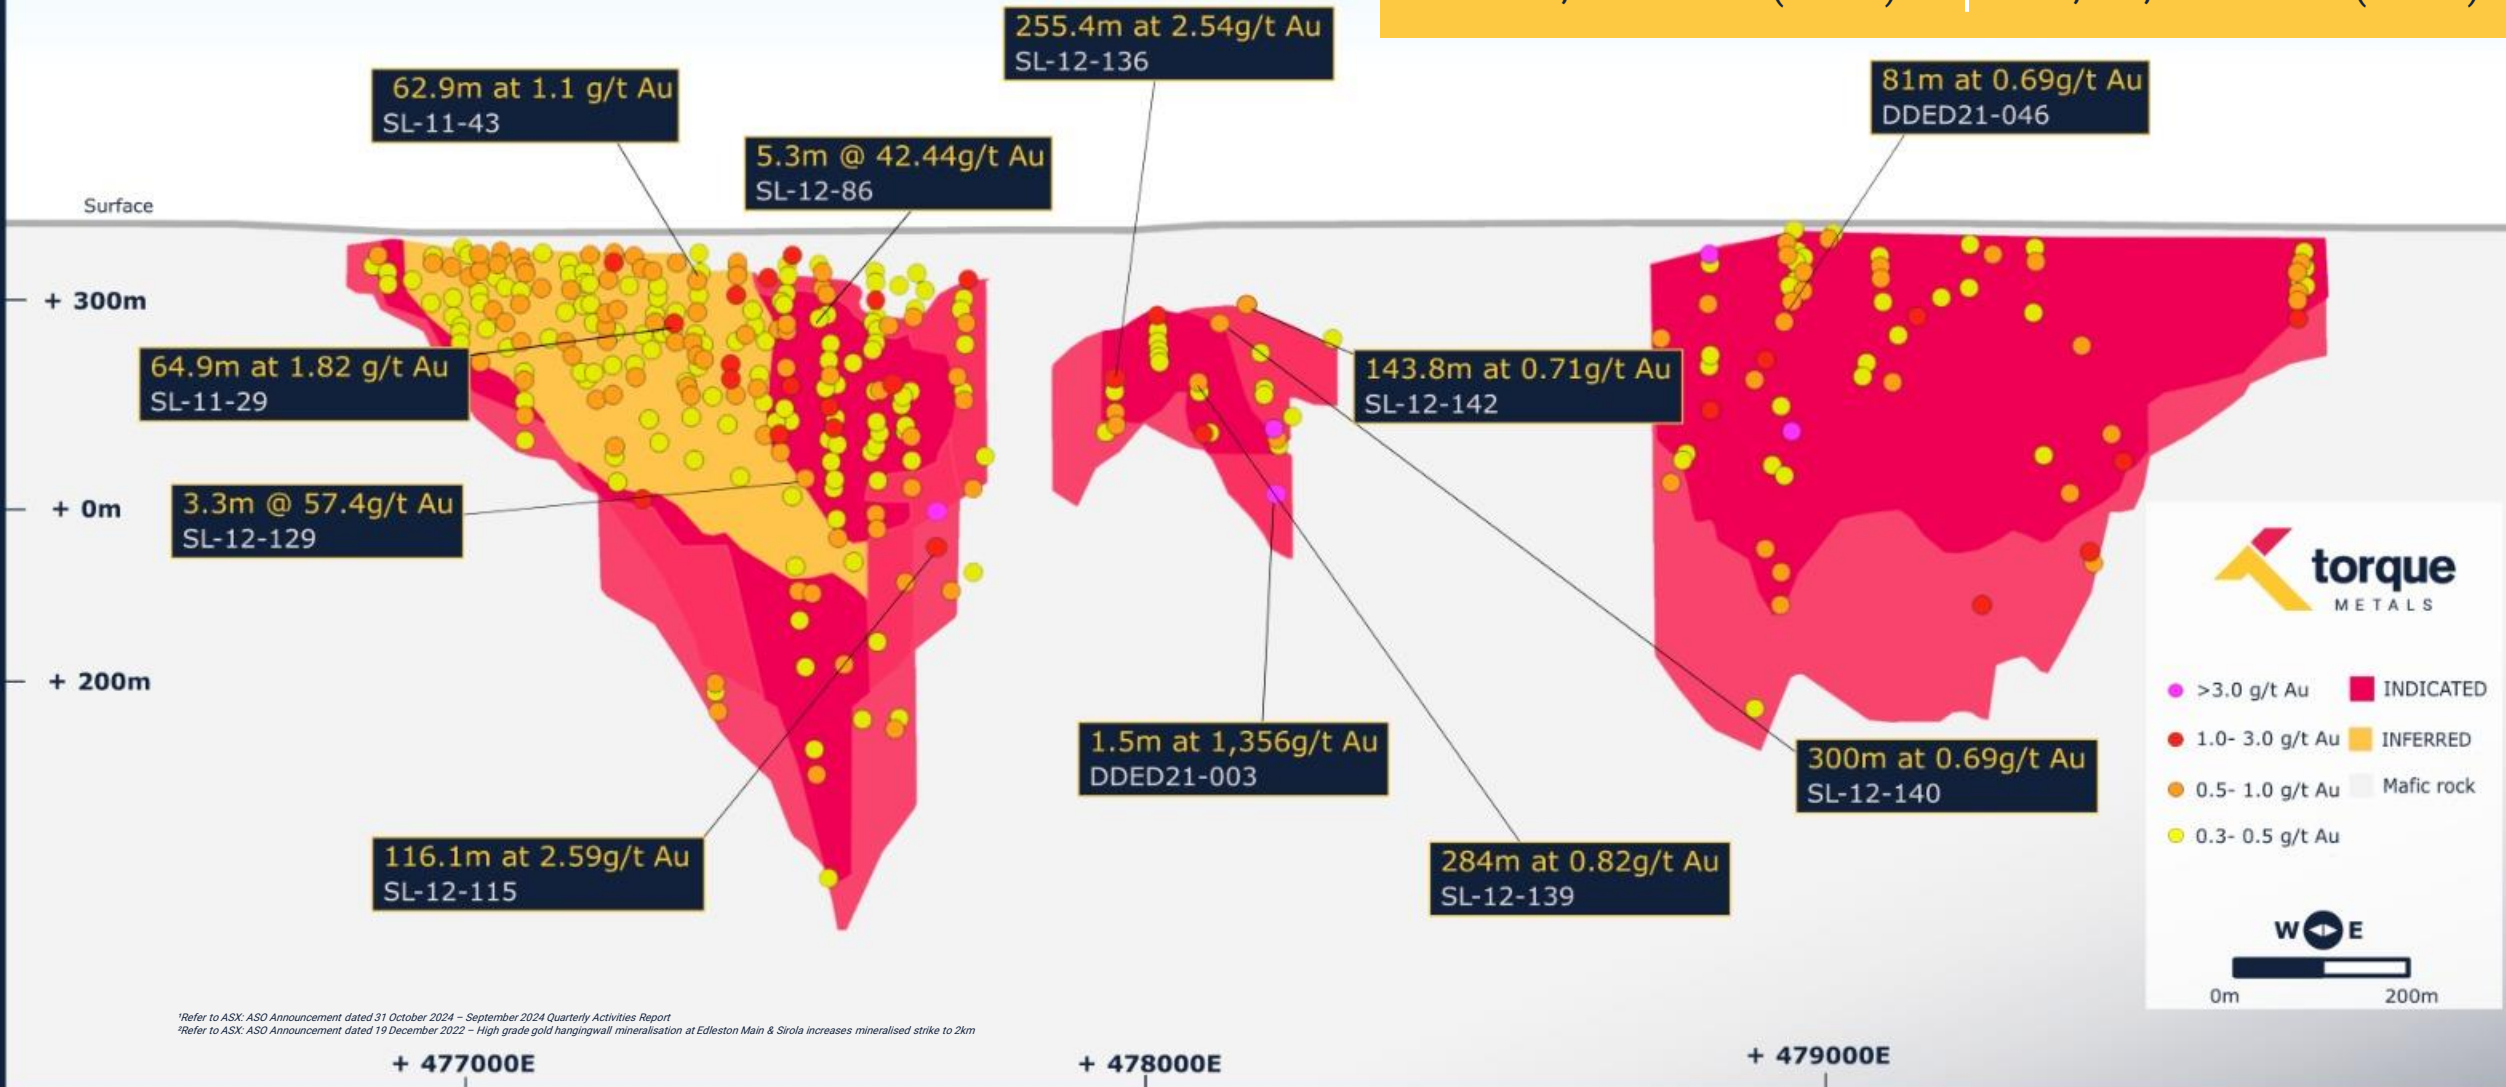 255.4m at 2.54g/t Au
SL-12-136
62.9m at 1.1 g/t Au
SL-11-43
81m at 0.69g/t Au
DDED21-046
5.3m @ 42.44g/t Au
SL-12-86
Surface
+ 300m
64.9m at 1.82 g/t Au
SL-11-29
143.8m at 0.71g/t Au
SL-12-142
3.3m @ 57.4g/t Au
SL-12-129
+ 0m
+ 200m
torque
METALS
>3.0 g/t Au
INDICATED
1.0- 3.0 g/t Au
INFERRED
0.5- 1.0 g/t Au
Mafic rock
0.3- 0.5 g/t Au
1.5m at 1,356g/t Au
DDED21-003
300m at 0.69g/t Au
SL-12-140
116.1m at 2.59g/t Au
SL-12-115
284m at 0.82g/t Au
SL-12-139
W E
0m 200m
¹Refer to ASX: ASO Announcement dated 31 October 2024 – September 2024 Quarterly Activities Report
²Refer to ASX: ASO Announcement dated 19 December 2022 – High grade gold hangingwall mineralisation at Edleston Main & Sirola increases mineralised strike to 2km
+ 477000E
+ 478000E
+ 479000E